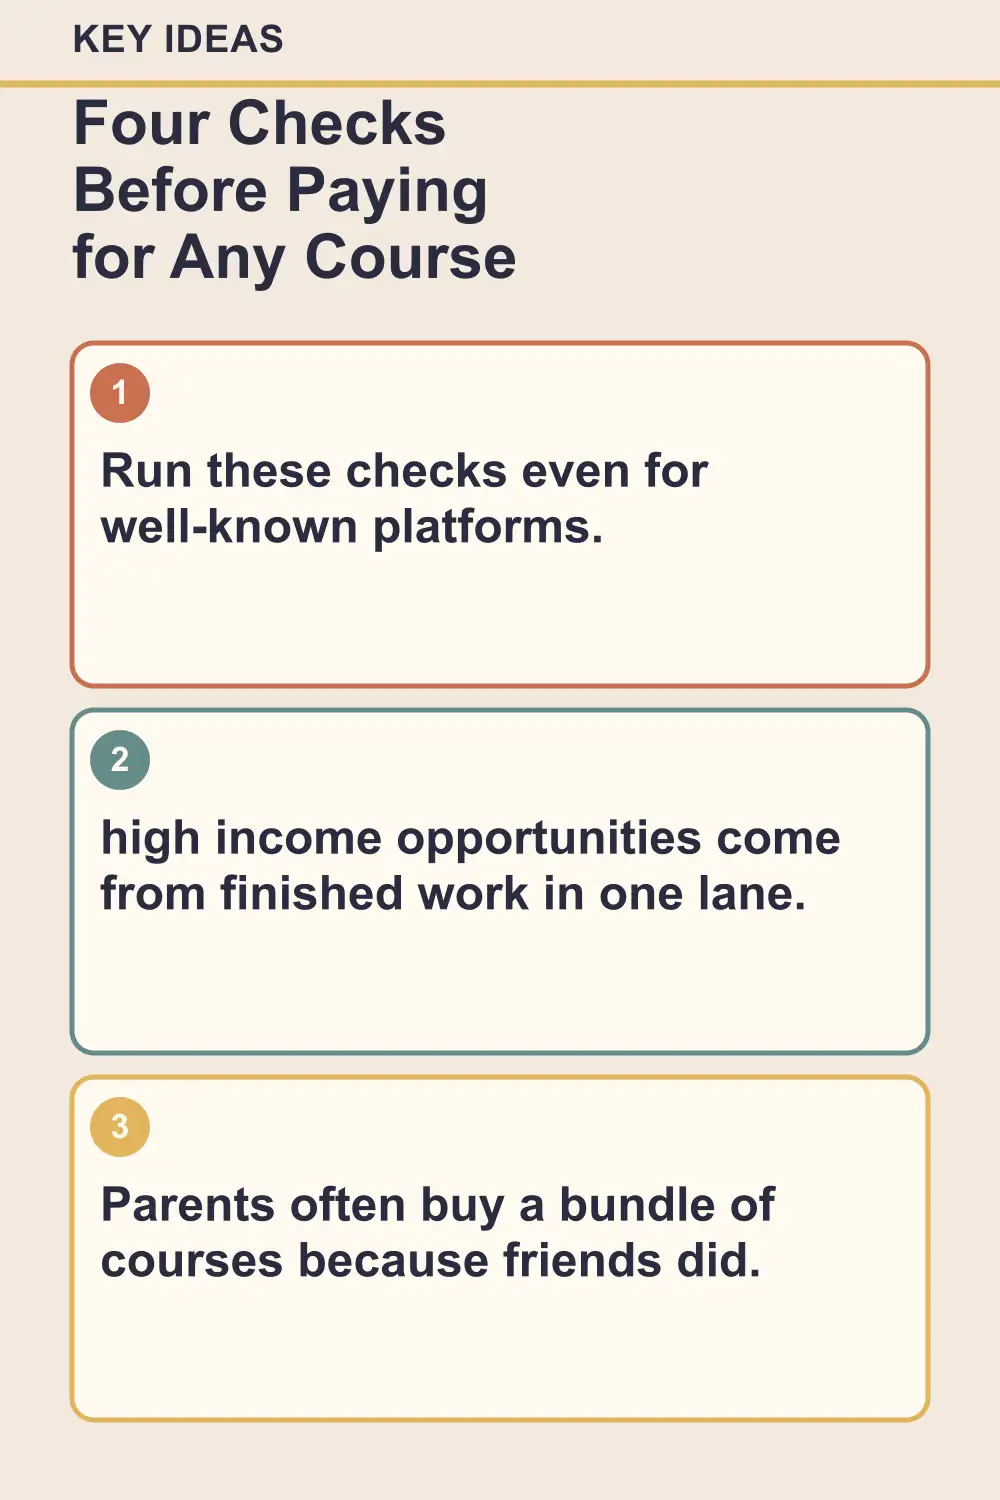 KEY IDEAS
Four Checks
Before Paying
for Any Course
1
Run these checks even for
well-known platforms.
2
high income opportunities come
from finished work in one lane.
3
Parents often buy a bundle of
courses because friends did.